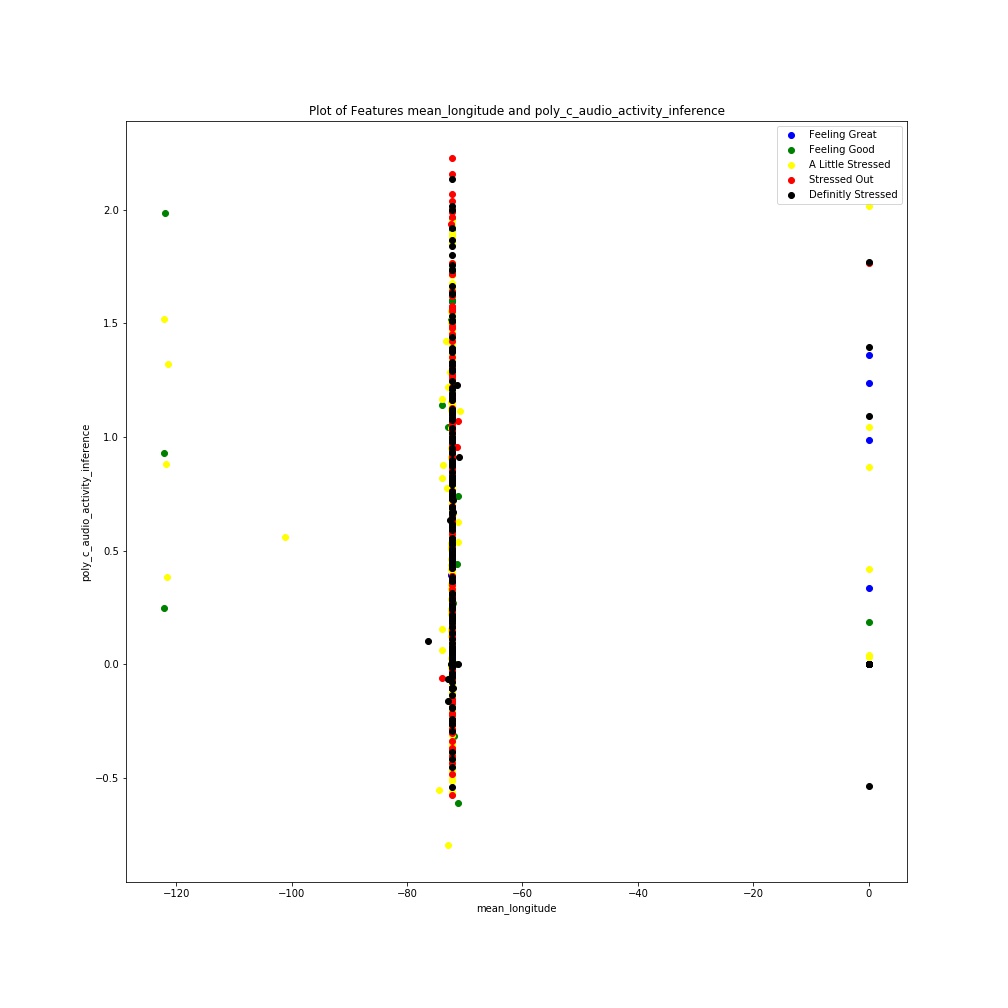 Plot of Features mean_longitude and poly_c_audio_activity_inference
Feeling Great
Feeling Good
A Little Stressed
Stressed Out
Definitly Stressed
2.0
1.5
1.0
0.5
0.0
−0.5
poly_c_audio_activity_inference
−120
−100
−80
−60
−40
−20
0
mean_longitude